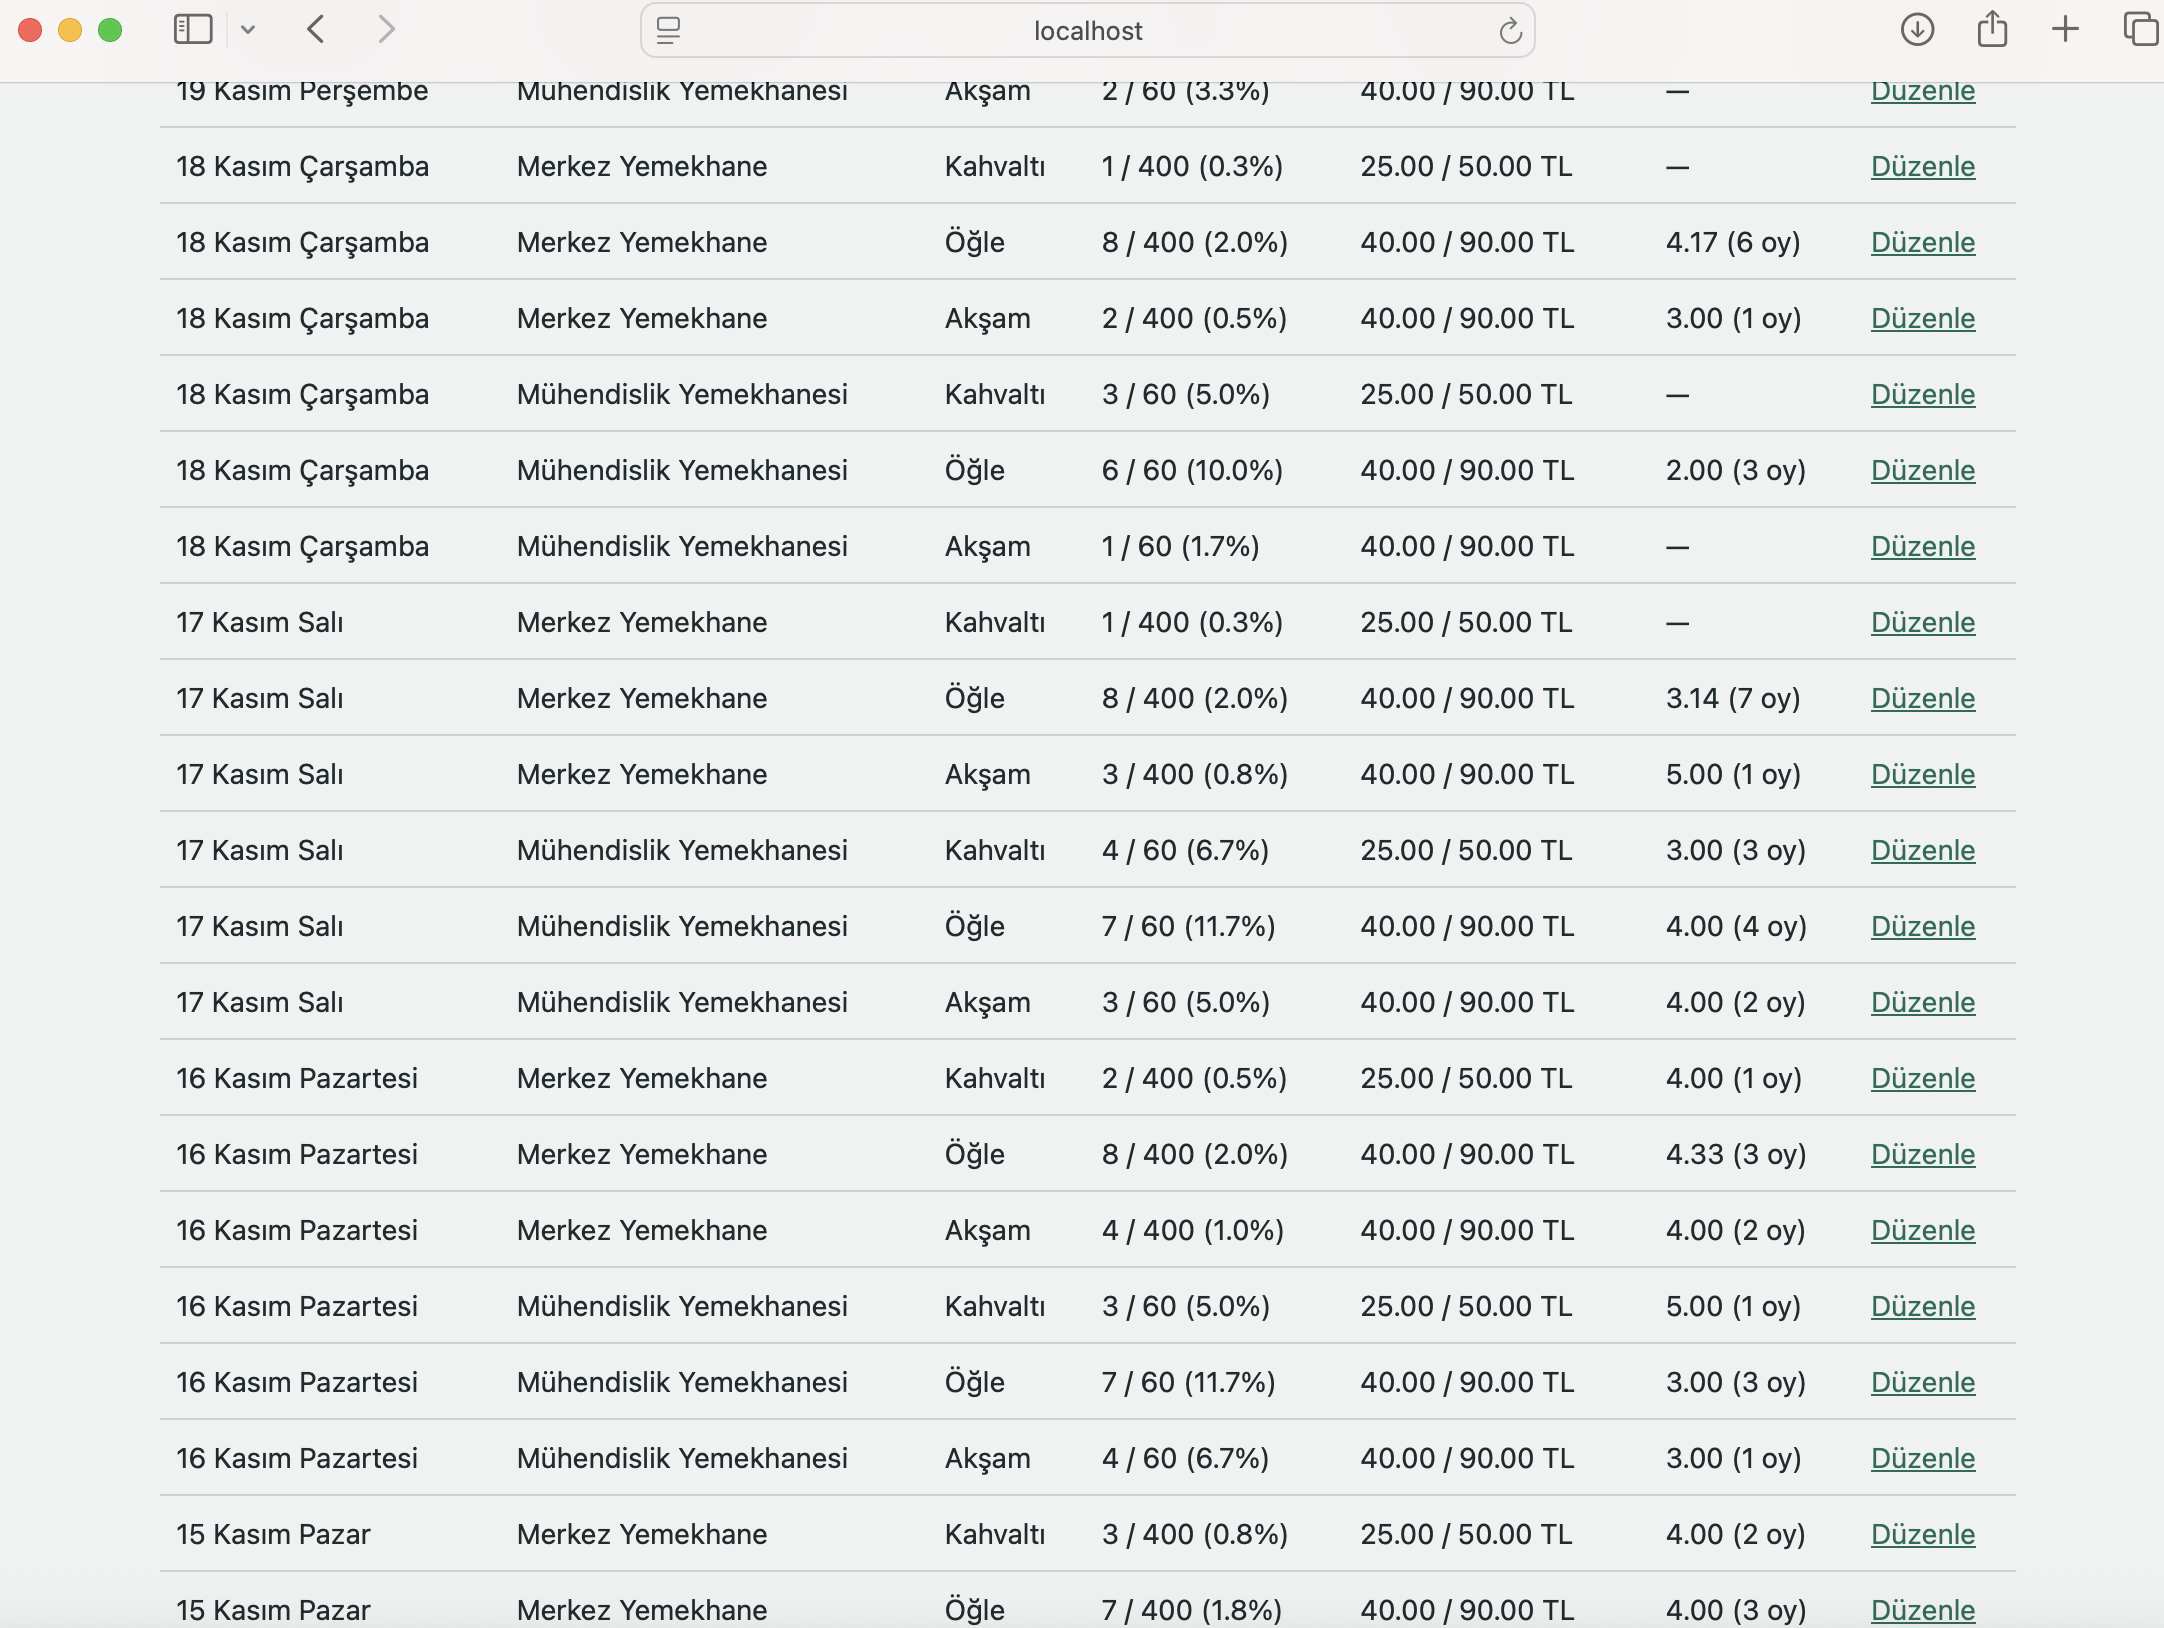 localhost
19 Kasım Perşembe Mühendislik Yemekhanesi Akşam 2 / 60 (3.3%) 40.00 / 90.00 TL — Düzenle
18 Kasım Çarşamba Merkez Yemekhane Kahvaltı 1 / 400 (0.3%) 25.00 / 50.00 TL — Düzenle
18 Kasım Çarşamba Merkez Yemekhane Öğle 8 / 400 (2.0%) 40.00 / 90.00 TL 4.17 (6 oy) Düzenle
18 Kasım Çarşamba Merkez Yemekhane Akşam 2 / 400 (0.5%) 40.00 / 90.00 TL 3.00 (1 oy) Düzenle
18 Kasım Çarşamba Mühendislik Yemekhanesi Kahvaltı 3 / 60 (5.0%) 25.00 / 50.00 TL — Düzenle
18 Kasım Çarşamba Mühendislik Yemekhanesi Öğle 6 / 60 (10.0%) 40.00 / 90.00 TL 2.00 (3 oy) Düzenle
18 Kasım Çarşamba Mühendislik Yemekhanesi Akşam 1 / 60 (1.7%) 40.00 / 90.00 TL — Düzenle
17 Kasım Salı Merkez Yemekhane Kahvaltı 1 / 400 (0.3%) 25.00 / 50.00 TL — Düzenle
17 Kasım Salı Merkez Yemekhane Öğle 8 / 400 (2.0%) 40.00 / 90.00 TL 3.14 (7 oy) Düzenle
17 Kasım Salı Merkez Yemekhane Akşam 3 / 400 (0.8%) 40.00 / 90.00 TL 5.00 (1 oy) Düzenle
17 Kasım Salı Mühendislik Yemekhanesi Kahvaltı 4 / 60 (6.7%) 25.00 / 50.00 TL 3.00 (3 oy) Düzenle
17 Kasım Salı Mühendislik Yemekhanesi Öğle 7 / 60 (11.7%) 40.00 / 90.00 TL 4.00 (4 oy) Düzenle
17 Kasım Salı Mühendislik Yemekhanesi Akşam 3 / 60 (5.0%) 40.00 / 90.00 TL 4.00 (2 oy) Düzenle
16 Kasım Pazartesi Merkez Yemekhane Kahvaltı 2 / 400 (0.5%) 25.00 / 50.00 TL 4.00 (1 oy) Düzenle
16 Kasım Pazartesi Merkez Yemekhane Öğle 8 / 400 (2.0%) 40.00 / 90.00 TL 4.33 (3 oy) Düzenle
16 Kasım Pazartesi Merkez Yemekhane Akşam 4 / 400 (1.0%) 40.00 / 90.00 TL 4.00 (2 oy) Düzenle
16 Kasım Pazartesi Mühendislik Yemekhanesi Kahvaltı 3 / 60 (5.0%) 25.00 / 50.00 TL 5.00 (1 oy) Düzenle
16 Kasım Pazartesi Mühendislik Yemekhanesi Öğle 7 / 60 (11.7%) 40.00 / 90.00 TL 3.00 (3 oy) Düzenle
16 Kasım Pazartesi Mühendislik Yemekhanesi Akşam 4 / 60 (6.7%) 40.00 / 90.00 TL 3.00 (1 oy) Düzenle
15 Kasım Pazar Merkez Yemekhane Kahvaltı 3 / 400 (0.8%) 25.00 / 50.00 TL 4.00 (2 oy) Düzenle
15 Kasım Pazar Merkez Yemekhane Öğle 7 / 400 (1.8%) 40.00 / 90.00 TL 4.00 (3 oy) Düzenle